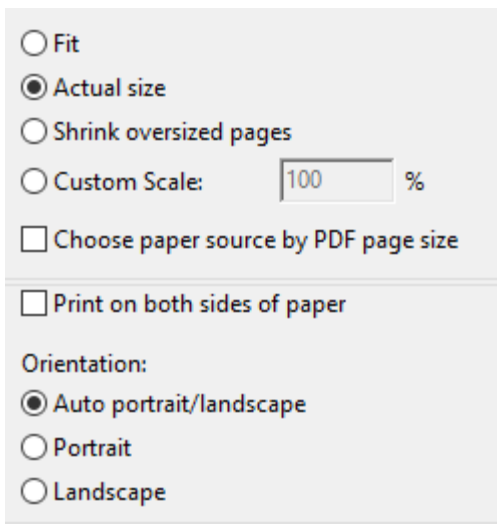 Fit
Actual size
Shrink oversized pages
Custom Scale: 100 %
Choose paper source by PDF page size
Print on both sides of paper
Orientation:
Auto portrait/landscape
Portrait
Landscape